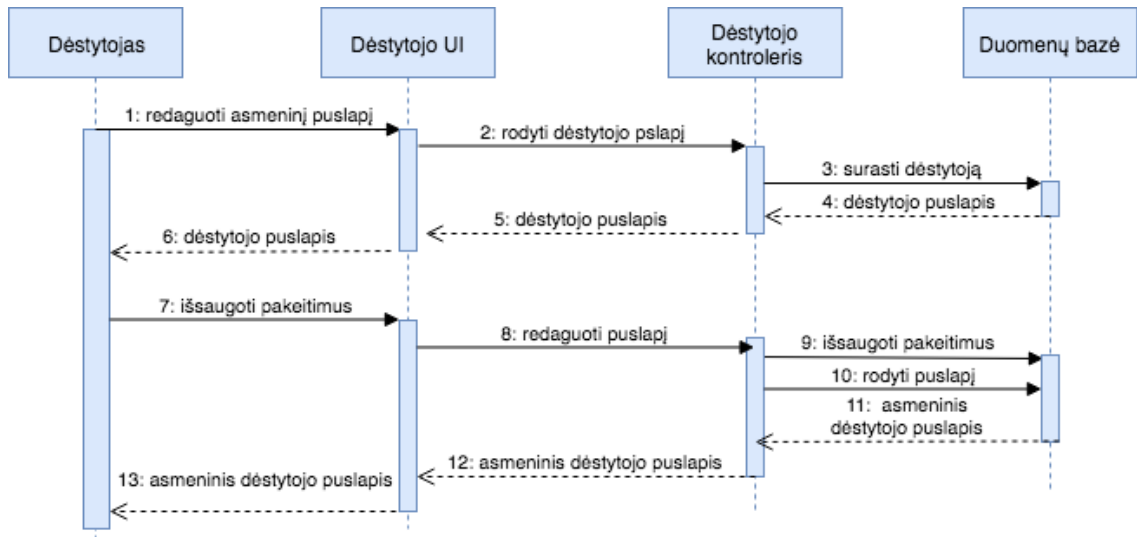 Dėstytojas
Dėstytojo UI
Dėstytojo
kontroleris
Duomenų bazė
1: redaguoti asmeninį puslapį
2: rodyti dėstytojo pslapį
3: surasti dėstytoją
4: dėstytojo puslapis
5: dėstytojo puslapis
6: dėstytojo puslapis
7: išsaugoti pakeitimus
8: redaguoti puslapį
9: išsaugoti pakeitimus
10: rodyti puslapį
11: asmeninis
dėstytojo puslapis
12: asmeninis dėstytojo puslapis
13: asmeninis dėstytojo puslapis